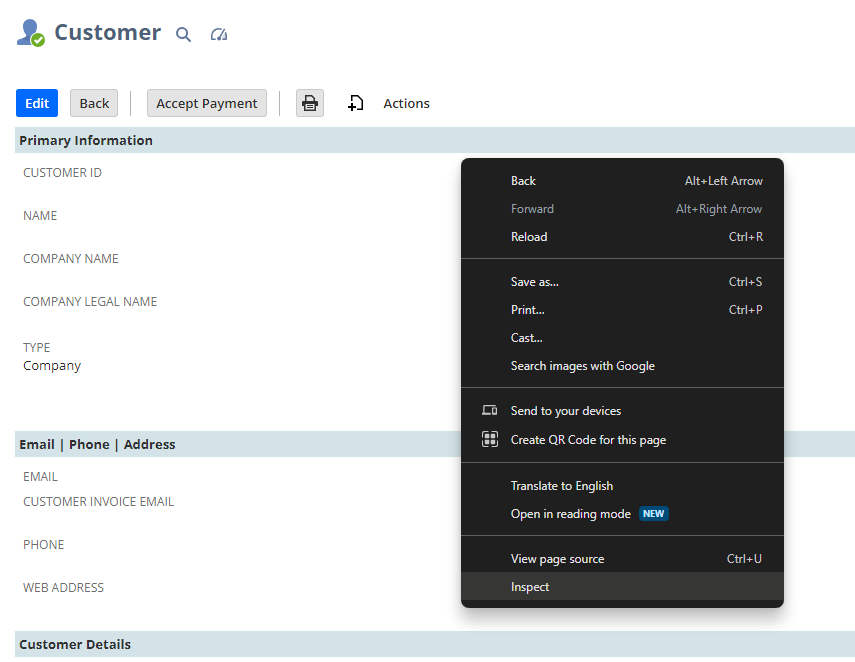 Customer
Edit Back Accept Payment Actions
Primary Information
CUSTOMER ID
NAME
COMPANY NAME
COMPANY LEGAL NAME
TYPE
Company
Email | Phone | Address
EMAIL
CUSTOMER INVOICE EMAIL
PHONE
WEB ADDRESS
Customer Details
Back Alt+Left Arrow
Forward Alt+Right Arrow
Reload Ctrl+R
Save as... Ctrl+S
Print... Ctrl+P
Cast...
Search images with Google
Send to your devices
Create QR Code for this page
Translate to English
Open in reading mode NEW
View page source Ctrl+U
Inspect